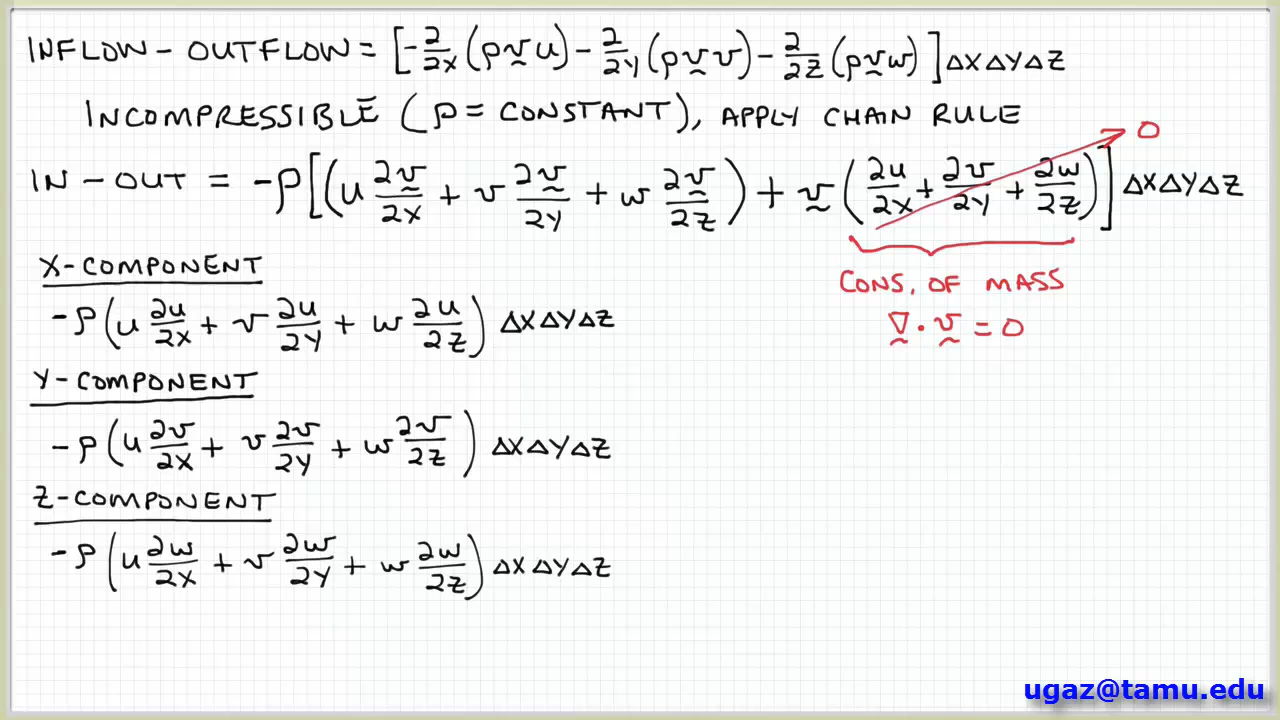 INFLOW - OUTFLOW = [-∂/∂x (ρv̰u) - ∂/∂y (ρv̰v) - ∂/∂z (ρv̰w)] ΔxΔyΔz
INCOMPRESSIBLE (ρ = CONSTANT), APPLY CHAIN RULE
0
IN - OUT = -ρ[(u ∂v̰/∂x + v ∂v̰/∂y + w ∂v̰/∂z) + v̰ (∂u/∂x + ∂v/∂y + ∂w/∂z)] ΔxΔyΔz
X-COMPONENT
CONS. OF MASS
-ρ(u ∂u/∂x + v ∂u/∂y + w ∂u/∂z) ΔxΔyΔz
∇̰ · v̰ = 0
Y-COMPONENT
-ρ(u ∂v/∂x + v ∂v/∂y + w ∂v/∂z) ΔxΔyΔz
Z-COMPONENT
-ρ(u ∂w/∂x + v ∂w/∂y + w ∂w/∂z) ΔxΔyΔz
ugaz@tamu.edu